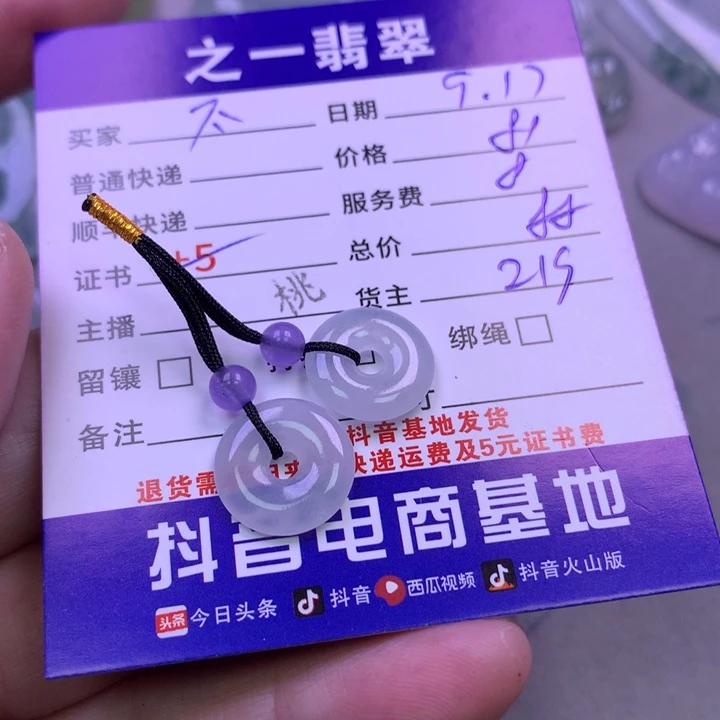 之一翡翠
买家 日期 9.17
普通快递 价格
顺丰快递 服务费
证书 +5 总价
主播 桃 货主 219
留镶 绑绳
备注
抖音基地发货
退货需 快递运费及5元证书费
抖音电商基地
头条 今日头条 抖音 西瓜视频 抖音火山版